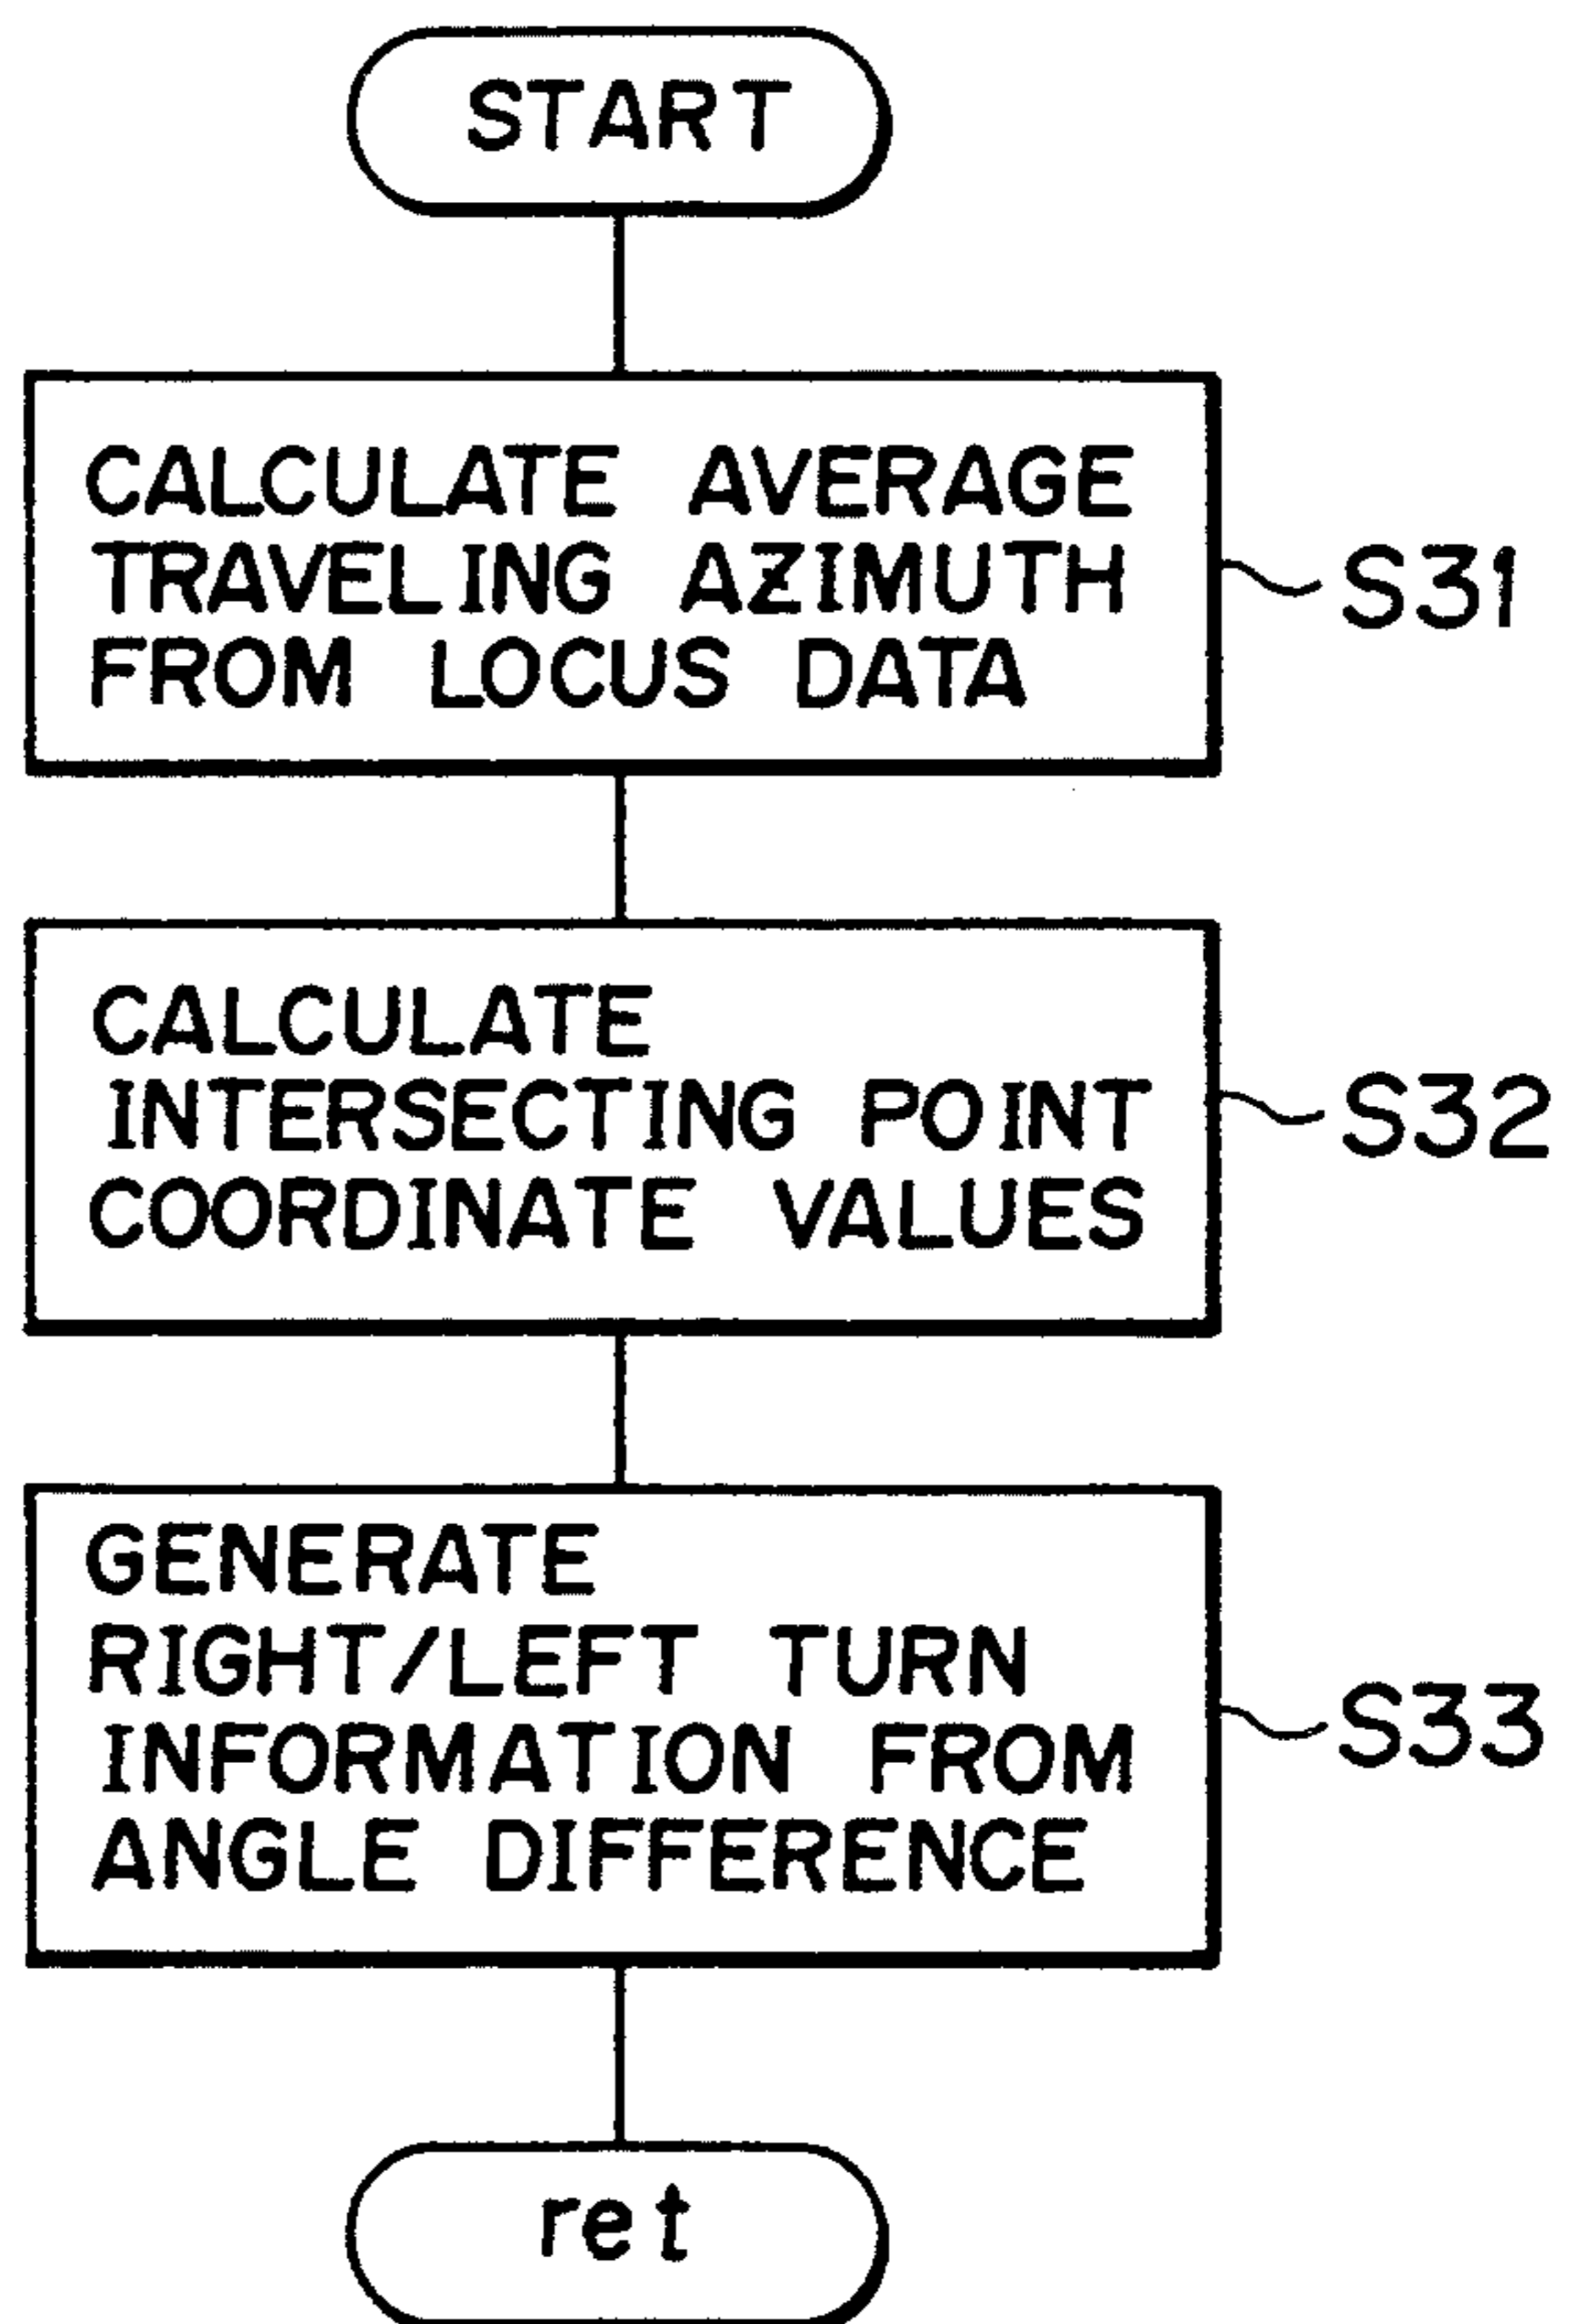 START
CALCULATE AVERAGE
TRAVELING AZIMUTH
FROM LOCUS DATA
S31
CALCULATE
INTERSECTING POINT
COORDINATE VALUES
S32
GENERATE
RIGHT/LEFT TURN
INFORMATION FROM
ANGLE DIFFERENCE
S33
ret